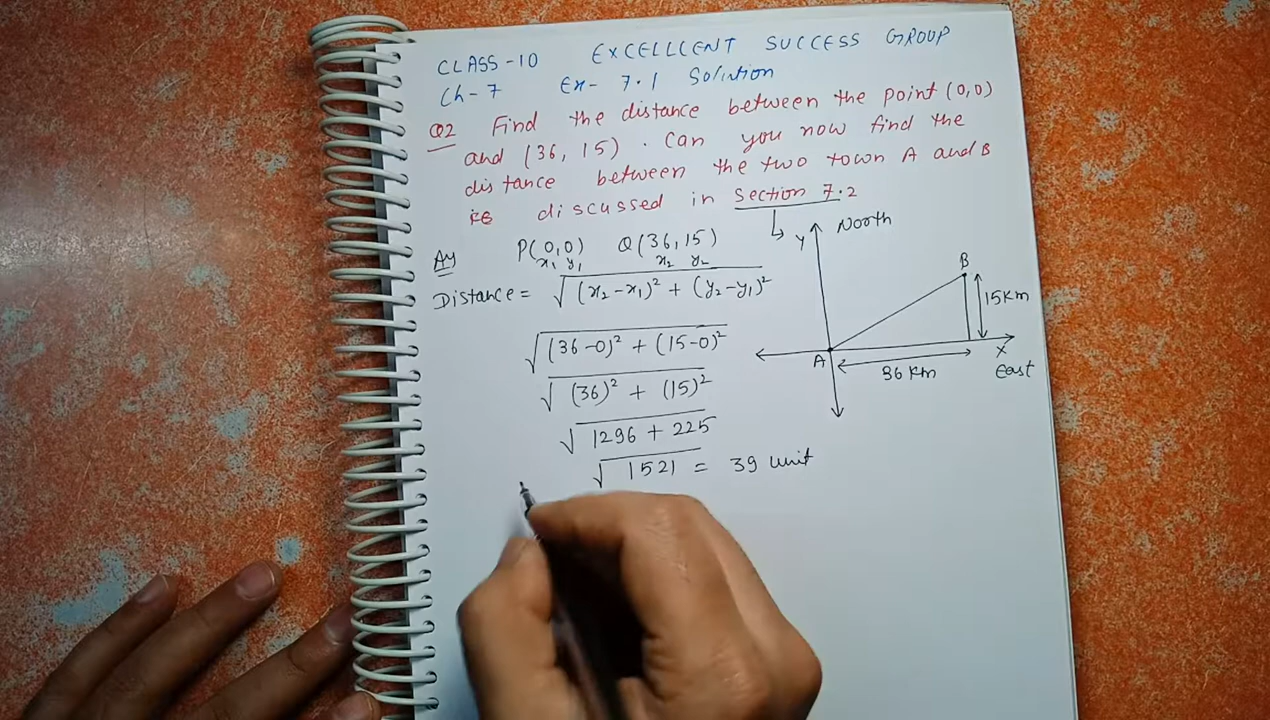 CLASS-10 EXCELLCENT SUCCESS GROUP
Ch-7 Ex- 7.1 Solution
Q2 Find the distance between the point (0,0)
and (36, 15). Can you now find the
distance between the two town A and B
discussed in Section 7.2
P(0,0) Q(36,15)
x₁ y₁ x₂ y₂
Distance = √(x₂-x₁)² + (y₂-y₁)²
√(36-0)² + (15-0)²
√(36)² + (15)²
√1296 + 225
√1521 = 39 unit
Y North
B
15Km
A
36 Km
X
East